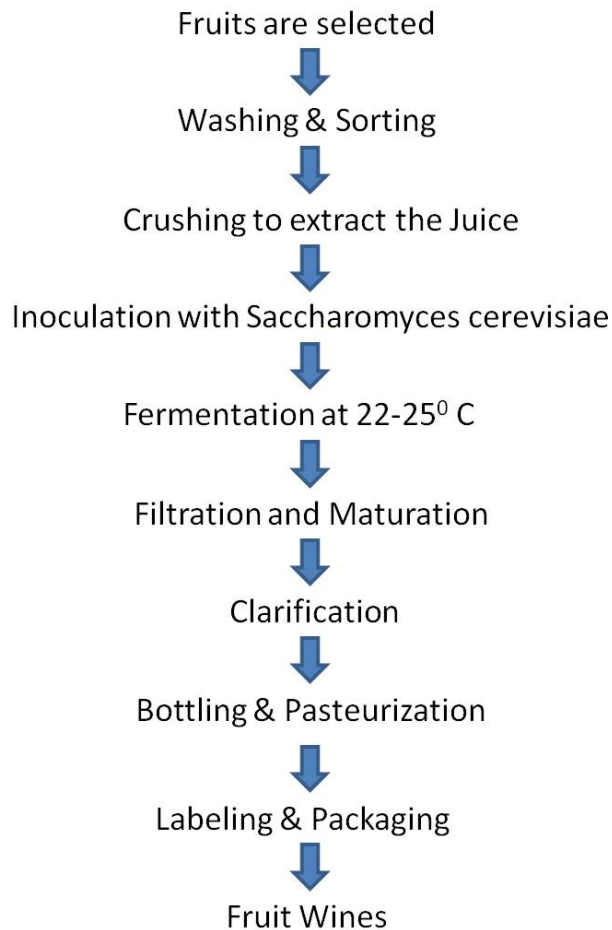 Fruits are selected
Washing & Sorting
Crushing to extract the Juice
Inoculation with Saccharomyces cerevisiae
Fermentation at 22-25⁰ C
Filtration and Maturation
Clarification
Bottling & Pasteurization
Labeling & Packaging
Fruit Wines